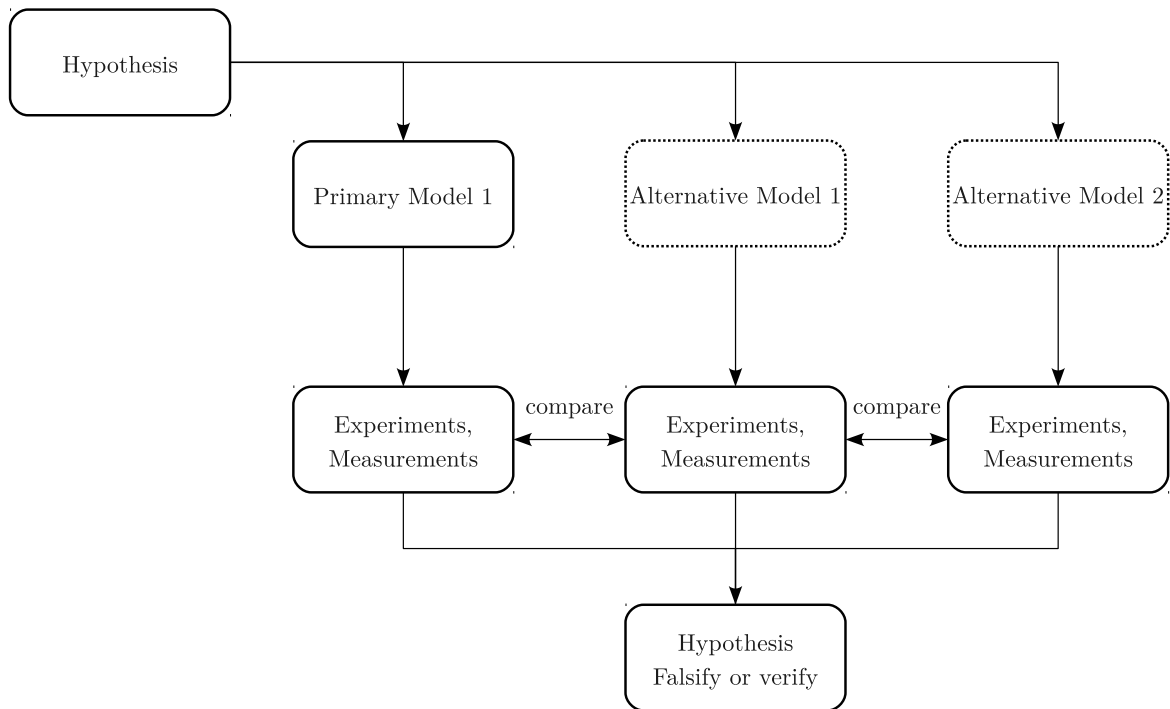 Hypothesis
Primary Model 1
Alternative Model 1
Alternative Model 2
compare
compare
Experiments,
Measurements
Experiments,
Measurements
Experiments,
Measurements
Hypothesis
Falsify or verify